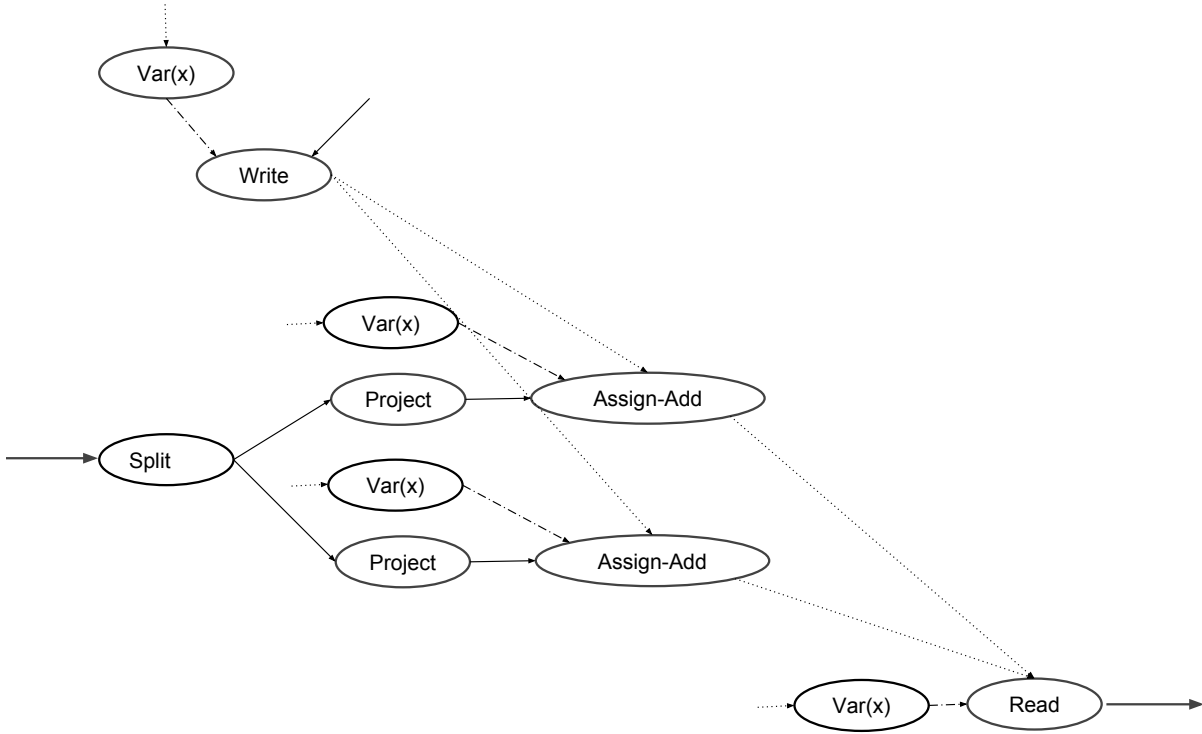 Var(x)
Write
Var(x)
Project
Assign-Add
Split
Var(x)
Project
Assign-Add
Var(x)
Read